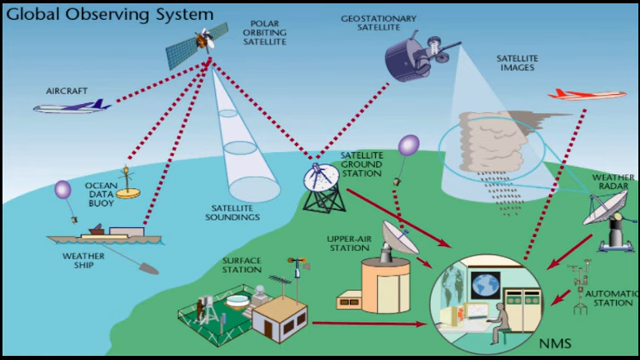 Global Observing System
POLAR
ORBITING
SATELLITE
GEOSTATIONARY
SATELLITE
SATELLITE
IMAGES
AIRCRAFT
SATELLITE
GROUND
STATION
OCEAN
DATA
BUOY
SATELLITE
SOUNDINGS
WEATHER
RADAR
WEATHER
SHIP
SURFACE
STATION
UPPER-AIR
STATION
AUTOMATIC
STATION
NMS